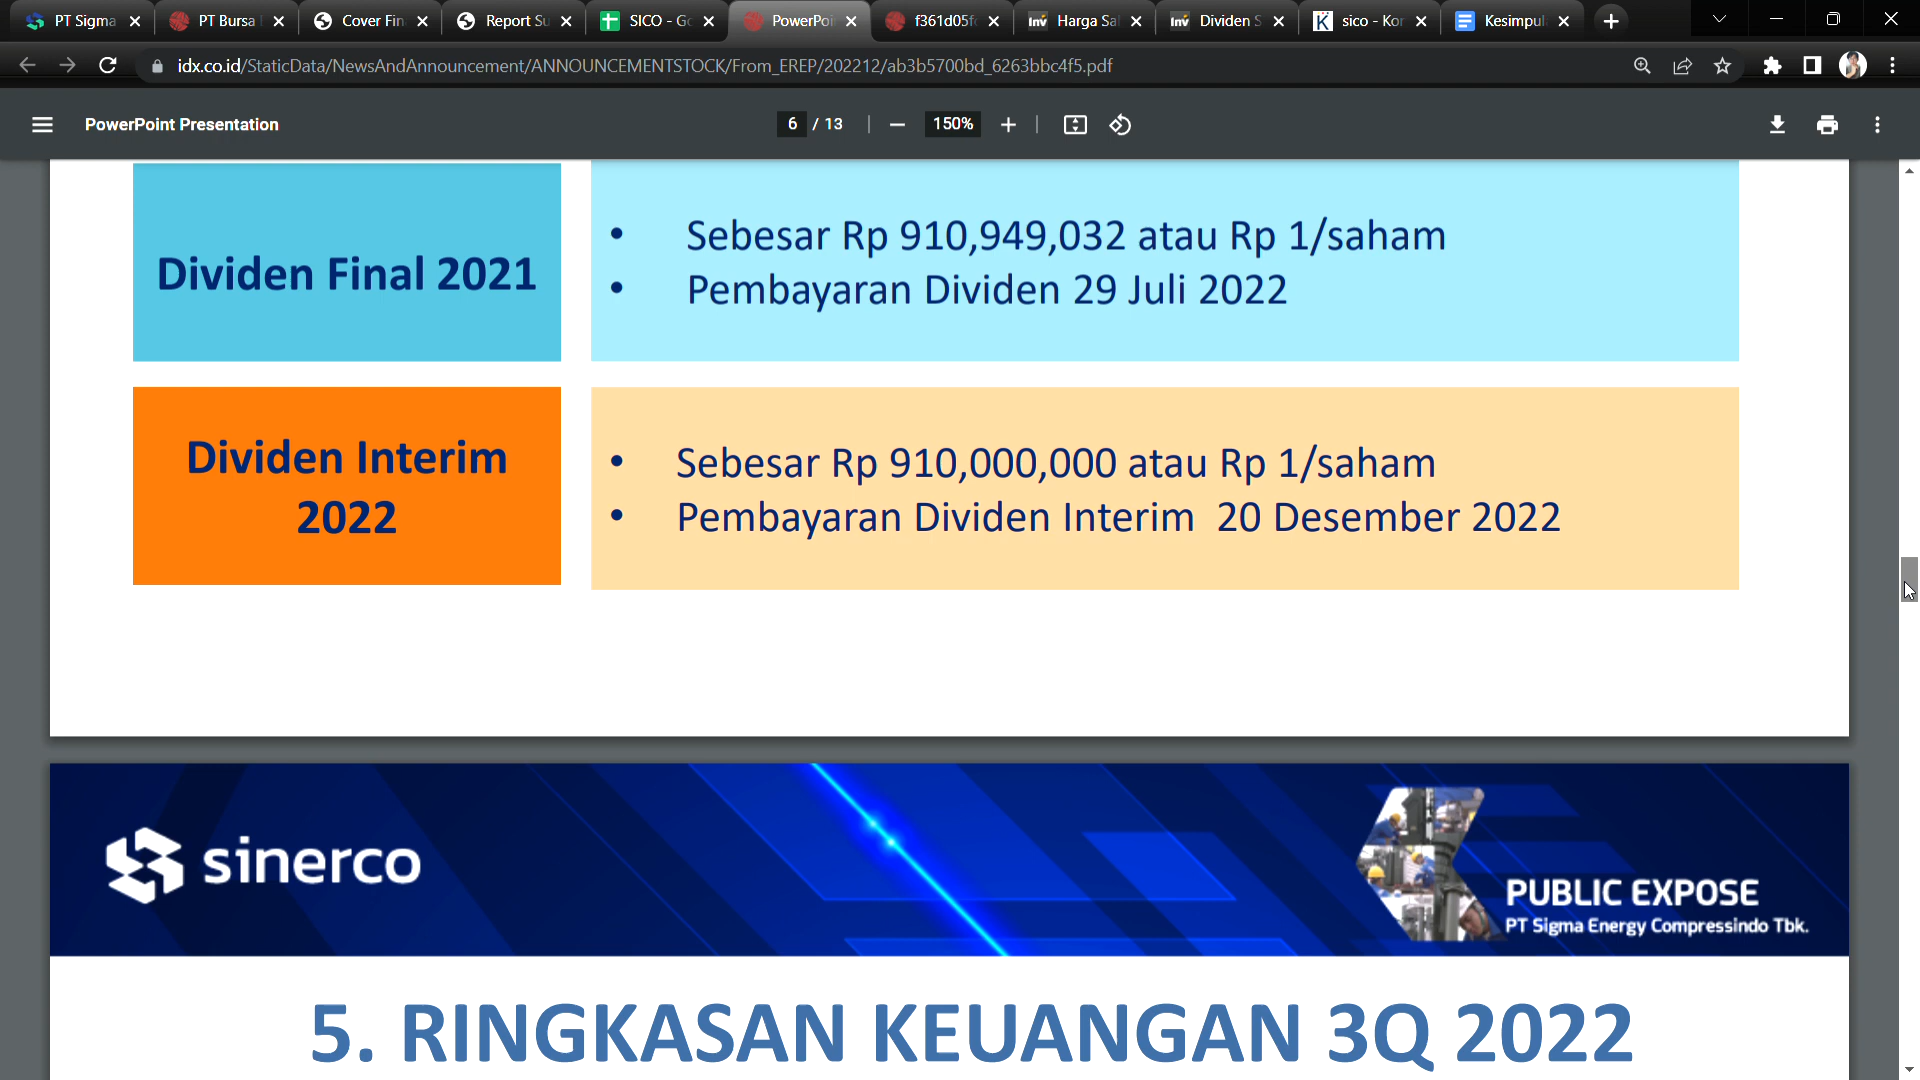 PT Sigma
PT Bursa
Cover Fin
Report Su
SICO - Go
PowerPoi
f361d05f
Harga Sa
Dividen S
sico - Kor
Kesimpul
idx.co.id/StaticData/NewsAndAnnouncement/ANNOUNCEMENTSTOCK/From_EREP/202212/ab3b5700bd_6263bbc4f5.pdf
PowerPoint Presentation
6 / 13
150%
Dividen Final 2021
• Sebesar Rp 910,949,032 atau Rp 1/saham
• Pembayaran Dividen 29 Juli 2022
Dividen Interim
2022
• Sebesar Rp 910,000,000 atau Rp 1/saham
• Pembayaran Dividen Interim 20 Desember 2022
sinerco
PUBLIC EXPOSE
PT Sigma Energy Compressindo Tbk.
5. RINGKASAN KEUANGAN 3Q 2022